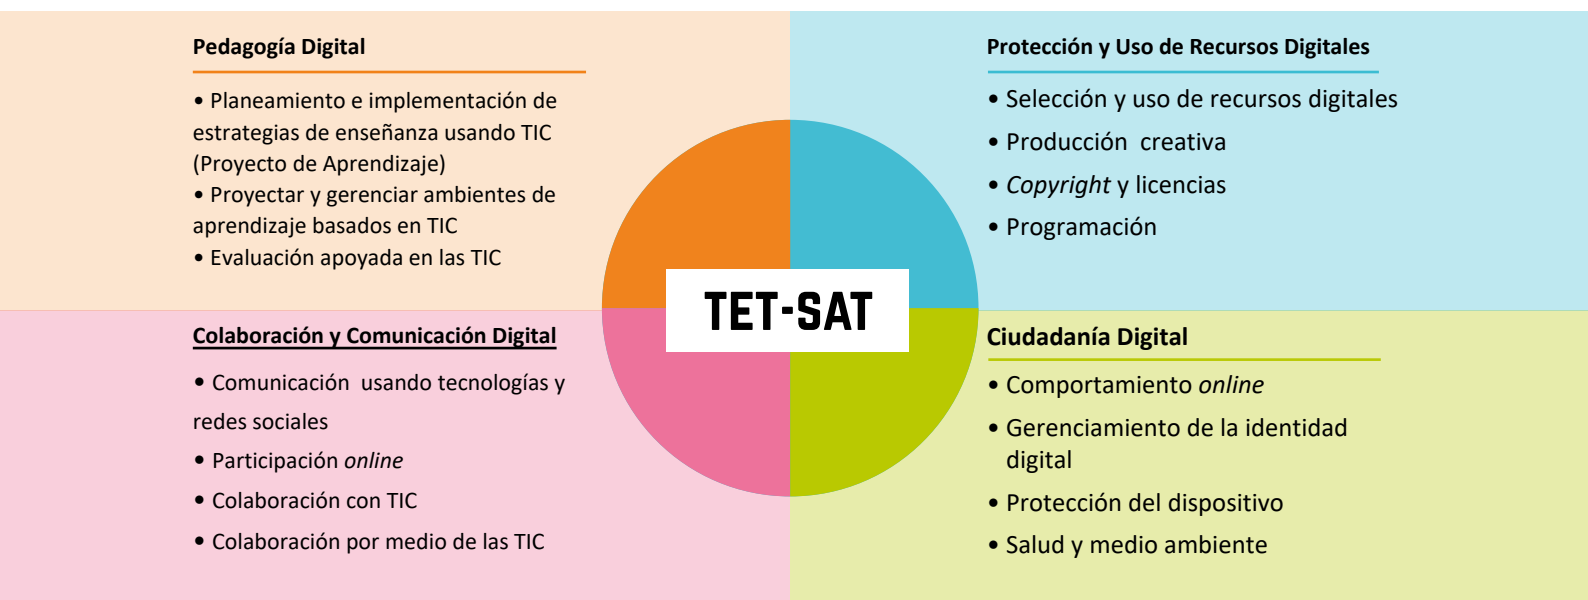 Pedagogía Digital
• Planeamiento e implementación de
estrategias de enseñanza usando TIC
(Proyecto de Aprendizaje)
• Proyectar y gerenciar ambientes de
aprendizaje basados en TIC
• Evaluación apoyada en las TIC
Protección y Uso de Recursos Digitales
• Selección y uso de recursos digitales
• Producción creativa
• Copyright y licencias
• Programación
TET-SAT
Colaboración y Comunicación Digital
• Comunicación usando tecnologías y
redes sociales
• Participación online
• Colaboración con TIC
• Colaboración por medio de las TIC
Ciudadanía Digital
• Comportamiento online
• Gerenciamiento de la identidad
digital
• Protección del dispositivo
• Salud y medio ambiente